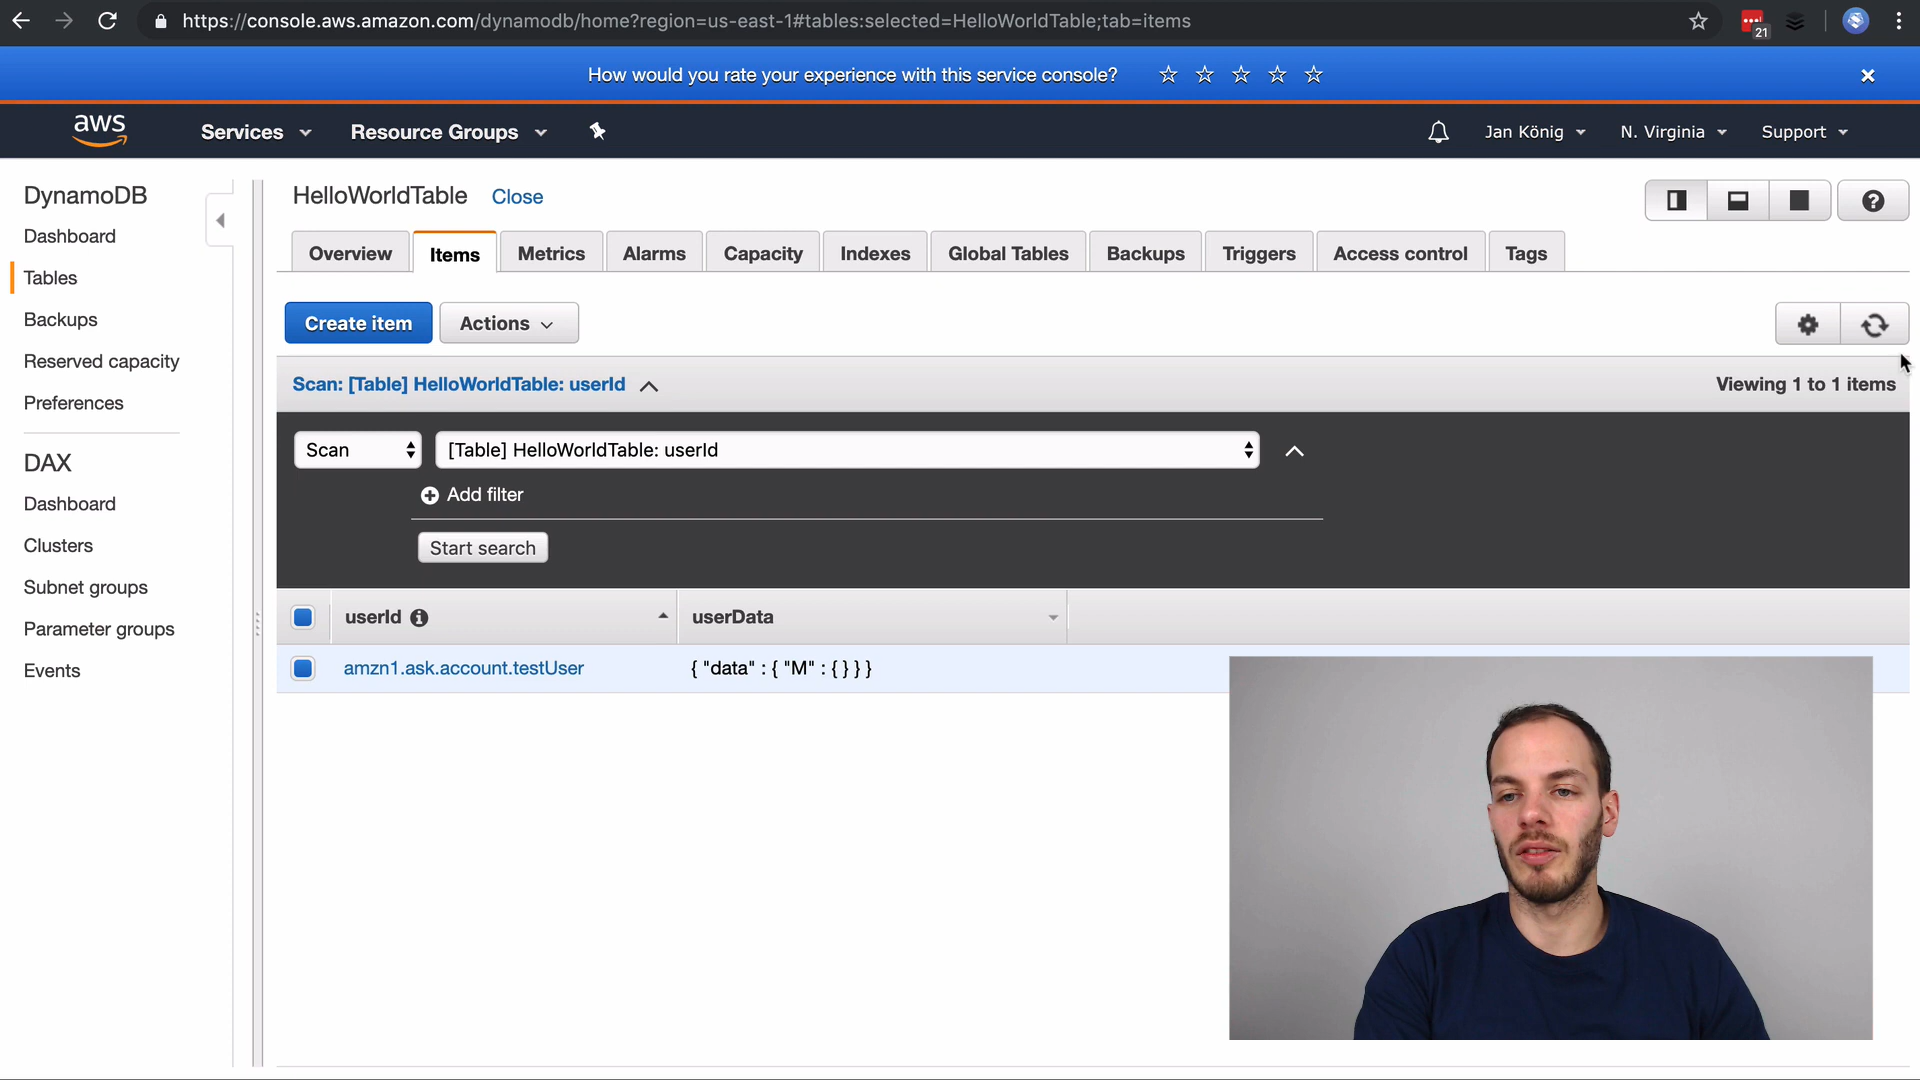 https://console.aws.amazon.com/dynamodb/home?region=us-east-1#tables:selected=HelloWorldTable;tab=items
21
How would you rate your experience with this service console?
aws
Services
Resource Groups
Jan König
N. Virginia
Support
DynamoDB
Dashboard
Tables
Backups
Reserved capacity
Preferences
DAX
Dashboard
Clusters
Subnet groups
Parameter groups
Events
HelloWorldTable Close
Overview Items Metrics Alarms Capacity Indexes Global Tables Backups Triggers Access control Tags
Create item Actions
Scan: [Table] HelloWorldTable: userId
Viewing 1 to 1 items
Scan [Table] HelloWorldTable: userId
Add filter
Start search
userId userData
amzn1.ask.account.testUser { "data" : { "M" : { } } }